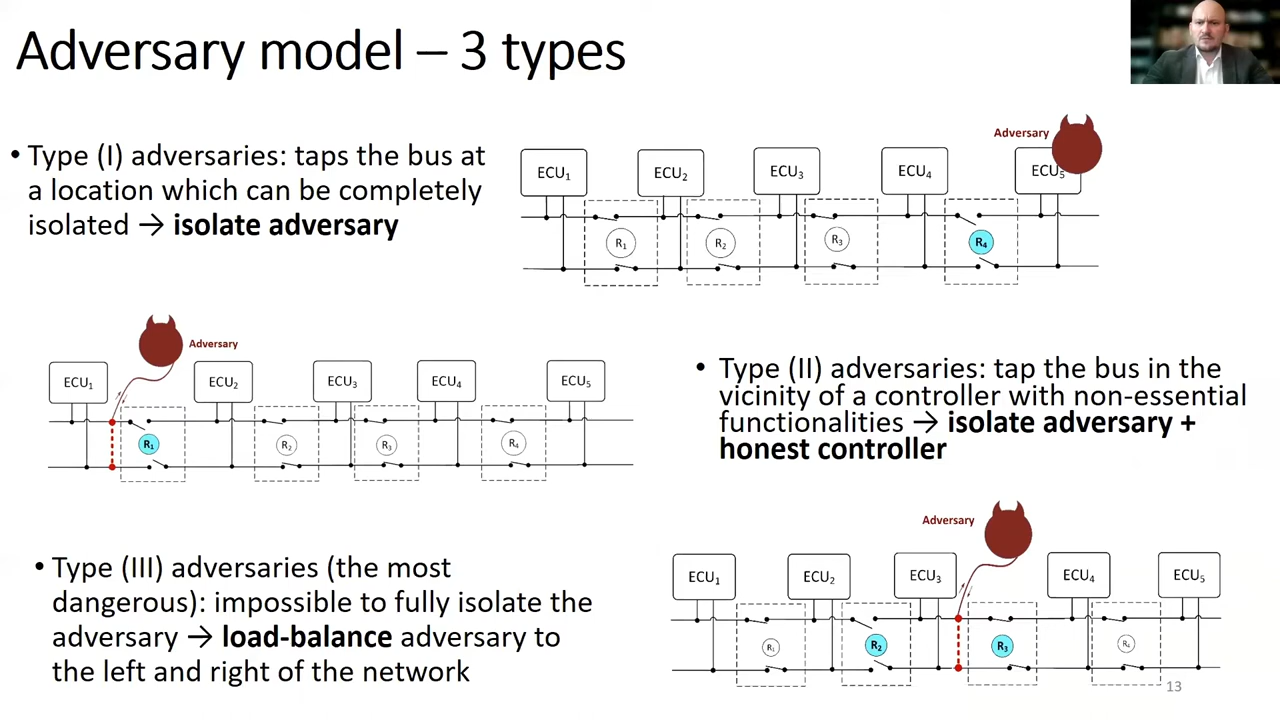 Adversary model – 3 types
• Type (I) adversaries: taps the bus at
a location which can be completely
isolated → isolate adversary
Adversary
ECU1
ECU2
ECU3
ECU4
ECU5
R1
R2
R3
R4
Adversary
ECU1
ECU2
ECU3
ECU4
ECU5
R1
R2
R3
R4
• Type (II) adversaries: tap the bus in the
vicinity of a controller with non-essential
functionalities → isolate adversary +
honest controller
• Type (III) adversaries (the most
dangerous): impossible to fully isolate the
adversary → load-balance adversary to
the left and right of the network
Adversary
ECU1
ECU2
ECU3
ECU4
ECU5
R1
R2
R3
R4
13